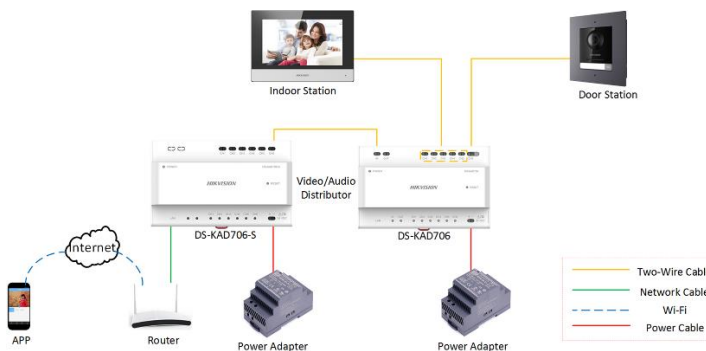 Indoor Station
Door Station
HIKVISION
HIKVISION
Video/Audio
Distributor
DS-KAD706-S
DS-KAD706
Internet
APP
Router
Power Adapter
Power Adapter
Two-Wire Cabl
Network Cable
Wi-Fi
Power Cable